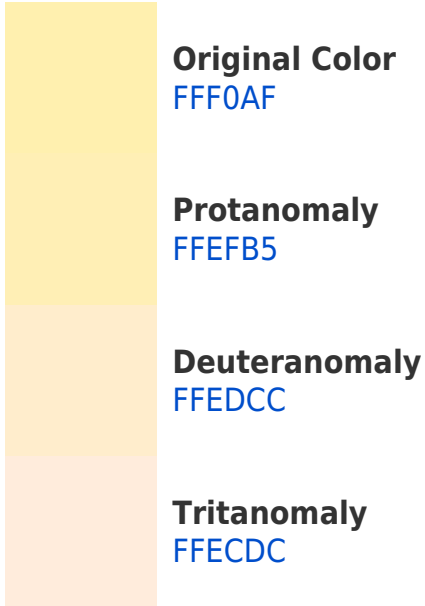 Original Color
FFF0AF
Protanomaly
FFEFB5
Deuteranomaly
FFEDCC
Tritanomaly
FFECDC